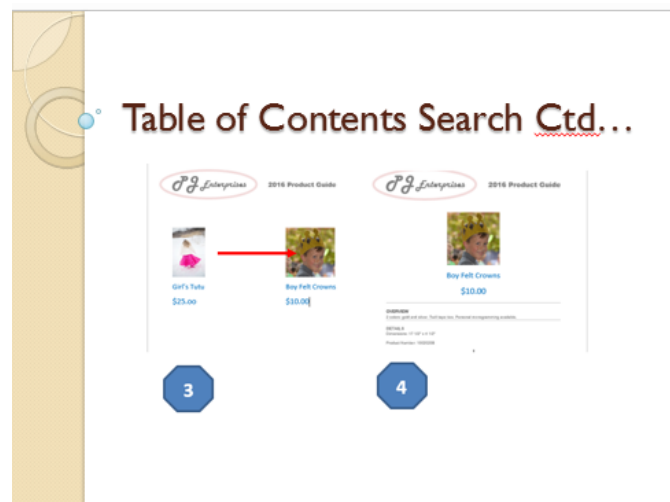 Table of Contents Search Ctd...
PJ Enterprises 2016 Product Guide
Girl's Tutu
$25.00
Boy Felt Crowns
$10.00
3
PJ Enterprises 2016 Product Guide
Boy Felt Crowns
$10.00
OVERVIEW
DETAILS
4